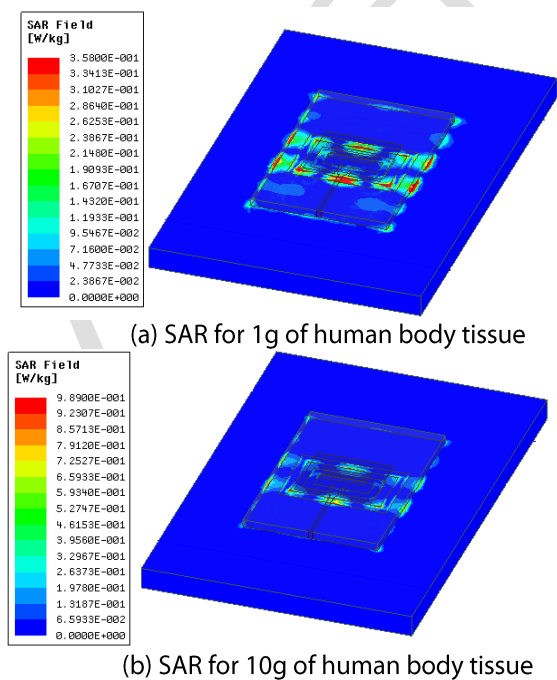 SAR Field
[W/kg]
3.5800E-001
3.3413E-001
3.1027E-001
2.8640E-001
2.6253E-001
2.3867E-001
2.1480E-001
1.9093E-001
1.6707E-001
1.4320E-001
1.1933E-001
9.5467E-002
7.1600E-002
4.7733E-002
2.3867E-002
0.0000E+000
(a) SAR for 1g of human body tissue
SAR Field
[W/kg]
9.8900E-001
9.2307E-001
8.5713E-001
7.9120E-001
7.2527E-001
6.5933E-001
5.9340E-001
5.2747E-001
4.6153E-001
3.9560E-001
3.2967E-001
2.6373E-001
1.9780E-001
1.3187E-001
6.5933E-002
0.0000E+000
(b) SAR for 10g of human body tissue